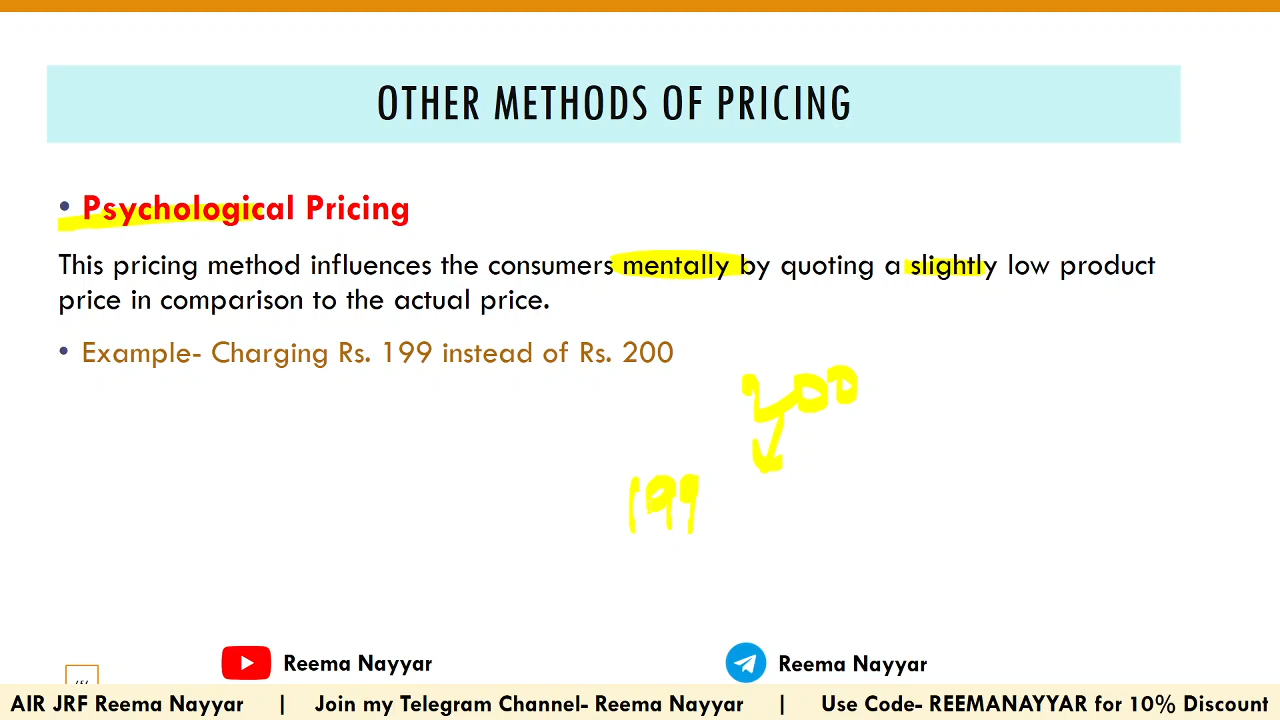 OTHER METHODS OF PRICING
• Psychological Pricing
This pricing method influences the consumers mentally by quoting a slightly low product
price in comparison to the actual price.
• Example- Charging Rs. 199 instead of Rs. 200
200
199
Reema Nayyar
Reema Nayyar
AIR JRF Reema Nayyar | Join my Telegram Channel- Reema Nayyar | Use Code- REEMANAYYAR for 10% Discount